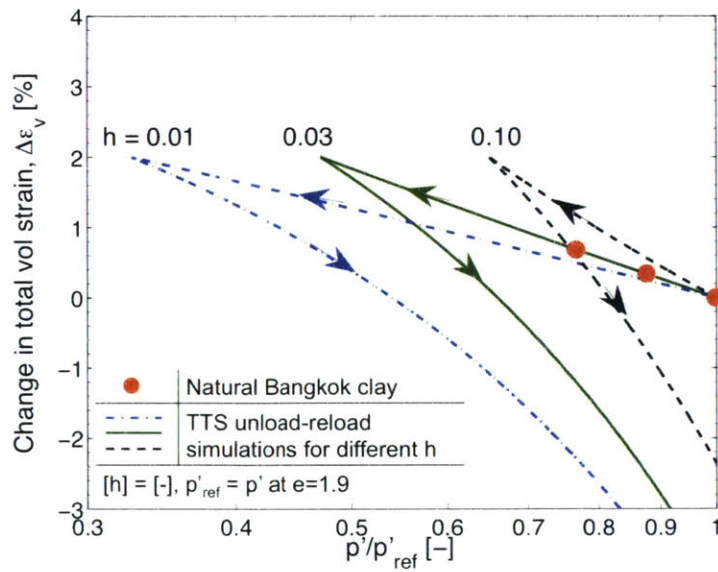 Change in total vol strain, Δε_v [%]
4
3
2
1
0
-1
-2
-3
h = 0.01
0.03
0.10
Natural Bangkok clay
TTS unload-reload
simulations for different h
[h] = [-], p'_ref = p' at e=1.9
0.3
0.4
0.5
0.6
0.7
0.8
0.9
1
p'/p'_ref [–]